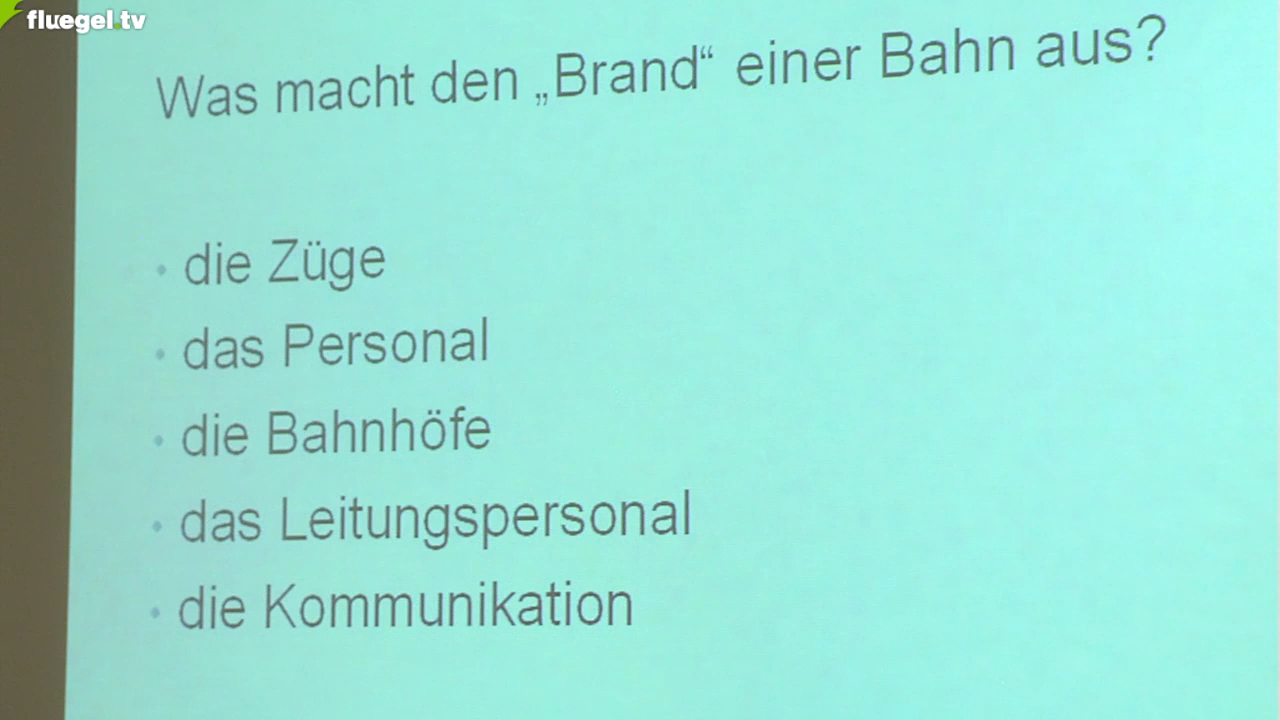 fluegel.tv
Was macht den „Brand“ einer Bahn aus?
• die Züge
• das Personal
• die Bahnhöfe
• das Leitungspersonal
• die Kommunikation